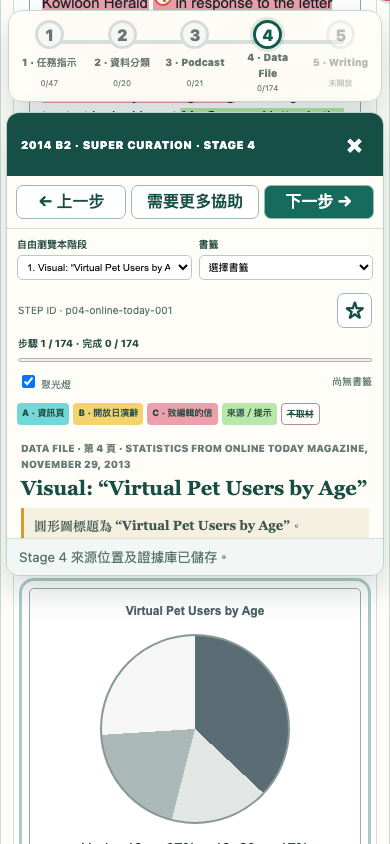 Kowloon Herald in response to the letter
1 2 3 4 5
1 · 任務指示 2 · 資料分類 3 · Podcast 4 · Data File 5 · Writing
0/47 0/20 0/21 0/174 未開放
2014 B2 · SUPER CURATION · STAGE 4 ×
← 上一步 需要更多協助 下一步 →
自由瀏覽本階段 書籤
1. Visual: “Virtual Pet Users by A 選擇書籤
STEP ID · p04-online-today-001 ☆
步驟 1 / 174 · 完成 0 / 174
聚光燈 尚無書籤
A · 資訊頁 B · 開放日演辭 C · 致編輯的信 來源 / 提示 不取材
DATA FILE · 第 4 頁 · STATISTICS FROM ONLINE TODAY MAGAZINE,
NOVEMBER 29, 2013
Visual: “Virtual Pet Users by Age”
圓形圖標題為 “Virtual Pet Users by Age”。
Stage 4 來源位置及證據庫已儲存。
Virtual Pet Users by Age